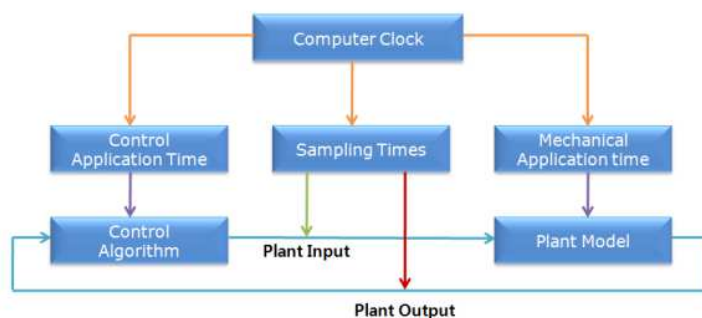 Computer Clock
Control
Application Time
Sampling Times
Mechanical
Application time
Control
Algorithm
Plant Input
Plant Model
Plant Output